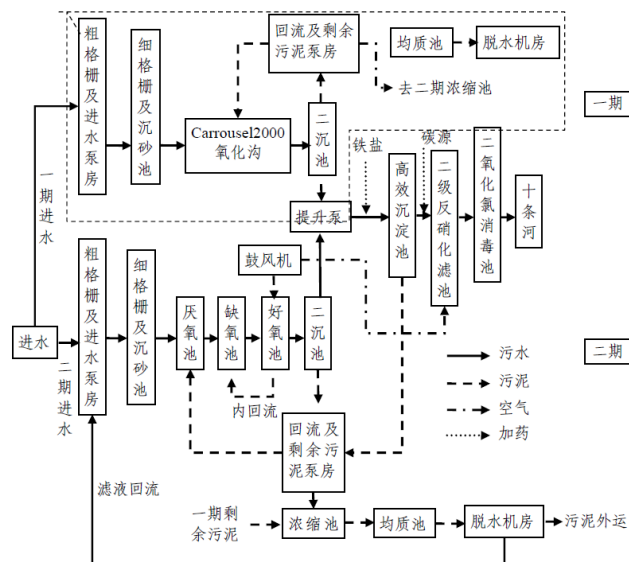 粗格栅及进水泵房
细格栅及沉砂池
Carrousel2000
氧化沟
回流及剩余
污泥泵房
二沉池
均质池
脱水机房
去二期浓缩池
一期
一期进水
提升泵
铁盐
高效沉淀池
碳源
二级反硝化滤池
二氧化氯消毒池
十条河
鼓风机
进水
二期进水
粗格栅及进水泵房
细格栅及沉砂池
厌氧池
缺氧池
好氧池
二沉池
内回流
二期
污水
污泥
空气
加药
回流及
剩余污
泥泵房
滤液回流
一期剩
余污泥
浓缩池
均质池
脱水机房
污泥外运